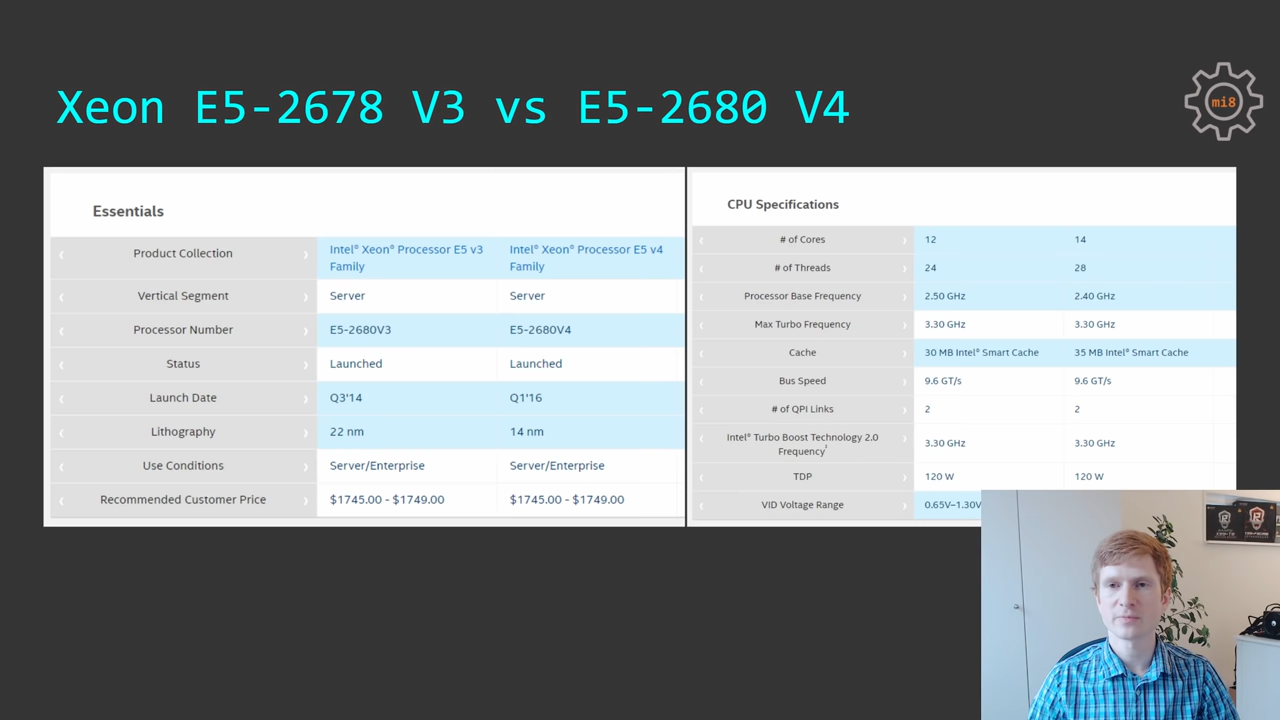 Xeon E5-2678 V3 vs E5-2680 V4
mi8
Essentials
Product Collection
Intel® Xeon® Processor E5 v3 Family
Intel® Xeon® Processor E5 v4 Family
Vertical Segment Server Server
Processor Number E5-2680V3 E5-2680V4
Status Launched Launched
Launch Date Q3'14 Q1'16
Lithography 22 nm 14 nm
Use Conditions Server/Enterprise Server/Enterprise
Recommended Customer Price $1745.00 - $1749.00 $1745.00 - $1749.00
CPU Specifications
# of Cores 12 14
# of Threads 24 28
Processor Base Frequency 2.50 GHz 2.40 GHz
Max Turbo Frequency 3.30 GHz 3.30 GHz
Cache 30 MB Intel® Smart Cache 35 MB Intel® Smart Cache
Bus Speed 9.6 GT/s 9.6 GT/s
# of QPI Links 2 2
Intel® Turbo Boost Technology 2.0
Frequency‡ 3.30 GHz 3.30 GHz
TDP 120 W 120 W
VID Voltage Range 0.65V–1.30V